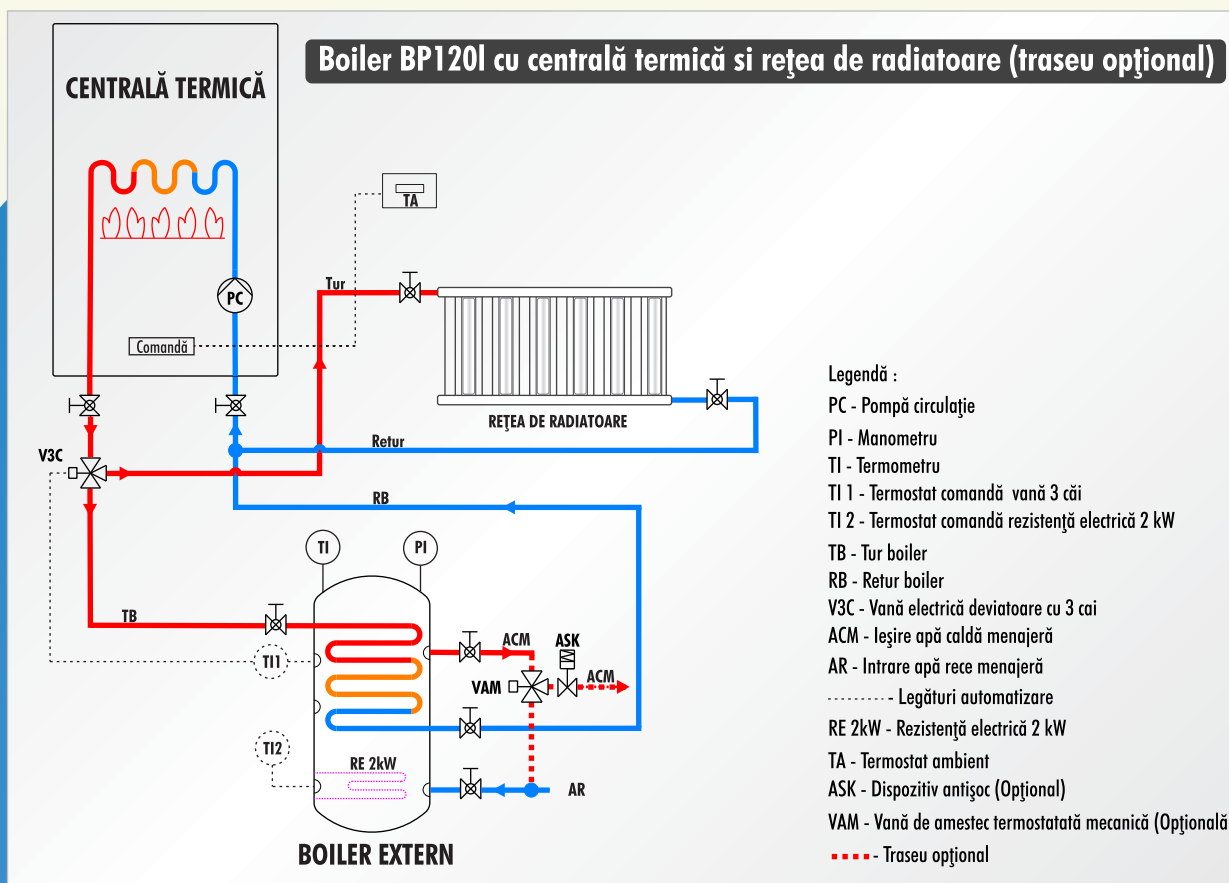 Boiler BP120l cu centrală termică si reţea de radiatoare (traseu opţional)
CENTRALĂ TERMICĂ
TA
Tur
PC
Comandă
REŢEA DE RADIATOARE
Retur
V3C
RB
TI
PI
TB
TI1
ACM
ASK
VAM
ACM
TI2
RE 2kW
AR
BOILER EXTERN
Legendă :
PC - Pompă circulaţie
PI - Manometru
TI - Termometru
TI 1 - Termostat comandă vană 3 căi
TI 2 - Termostat comandă rezistenţă electrică 2 kW
TB - Tur boiler
RB - Retur boiler
V3C - Vană electrică deviatoare cu 3 cai
ACM - Ieşire apă caldă menajeră
AR - Intrare apă rece menajeră
---------- - Legături automatizare
RE 2kW - Rezistenţă electrică 2 kW
TA - Termostat ambient
ASK - Dispozitiv antişoc (Opţional)
VAM - Vană de amestec termostatată mecanică (Opţională
- Traseu opţional